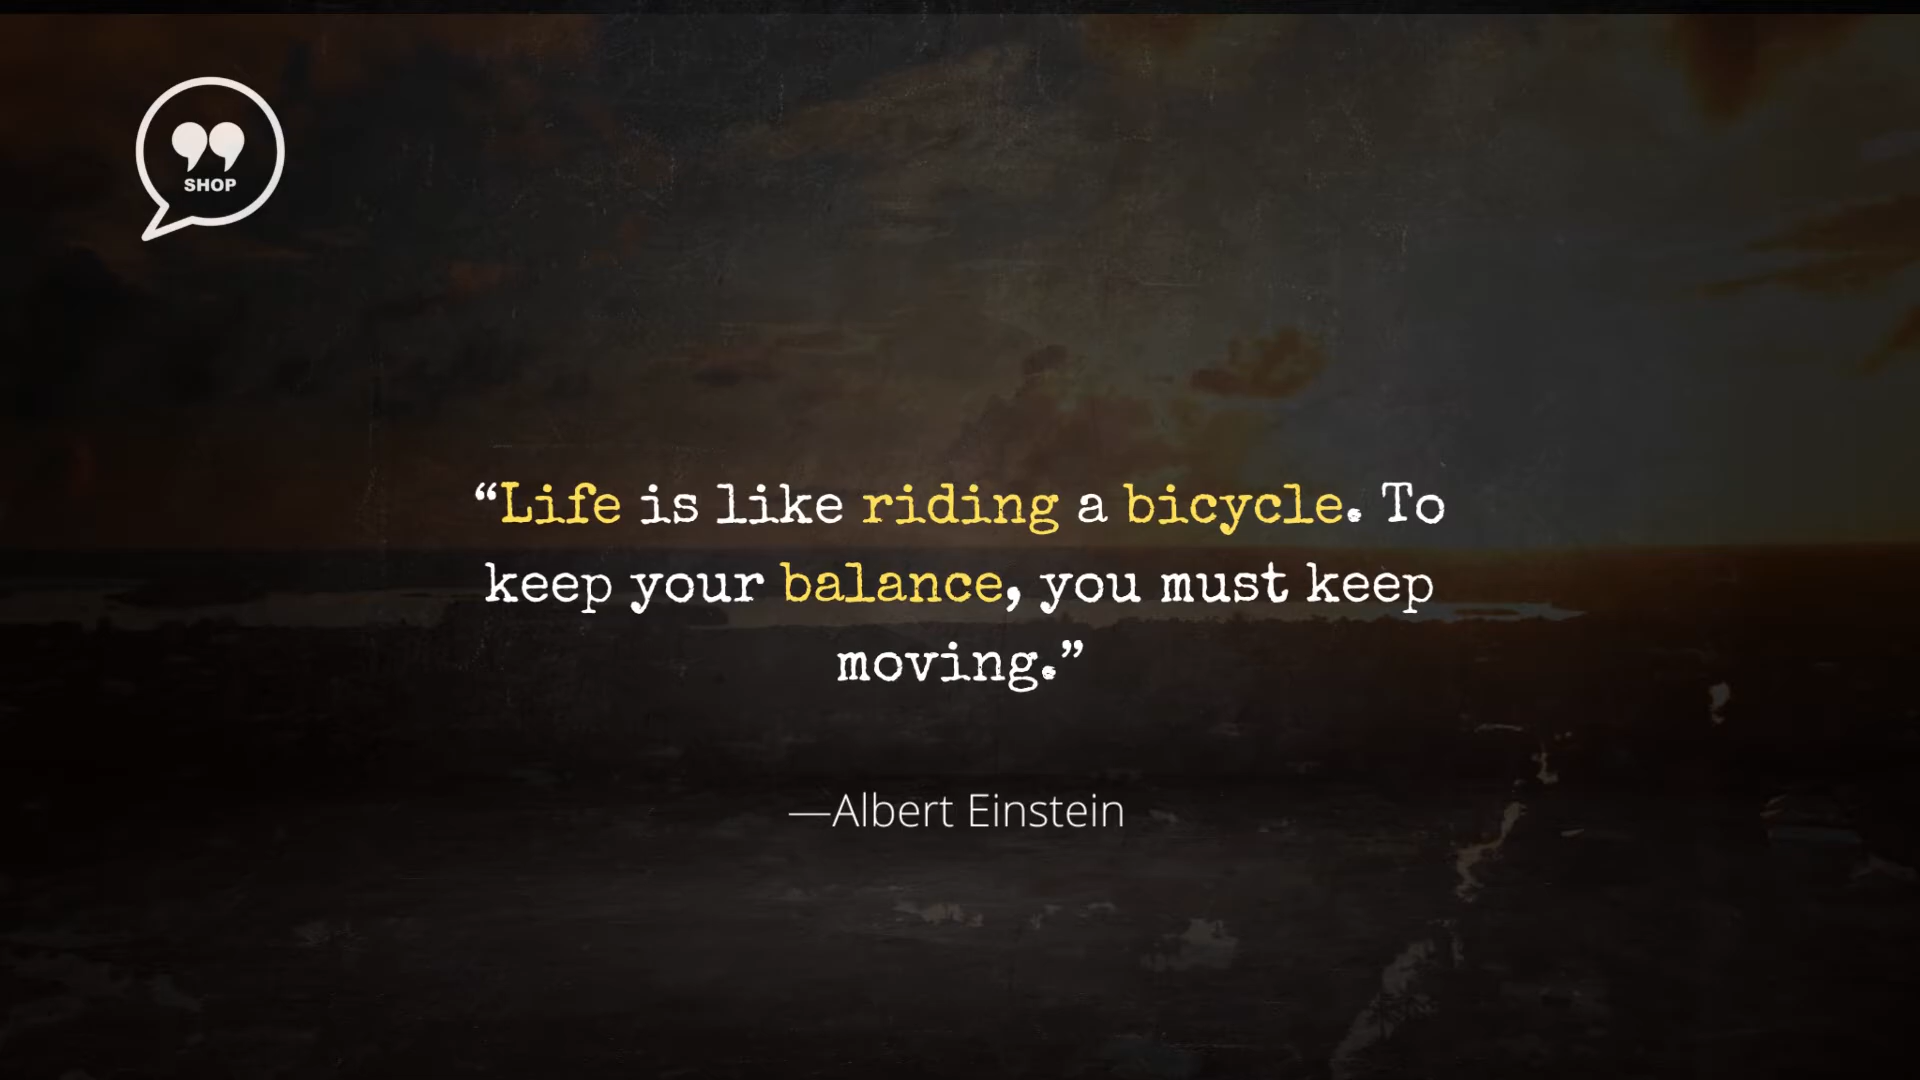 SHOP
“Life is like riding a bicycle. To
keep your balance, you must keep
moving.”
—Albert Einstein